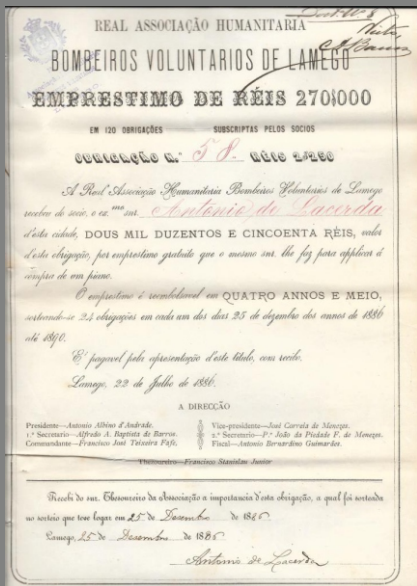 Doc. Nº 8
REAL ASSOCIAÇÃO HUMANITARIA
BOMBEIROS VOLUNTARIOS DE LAMEGO
EMPRESTIMO DE RÉIS 270$000
EM 120 OBRIGAÇÕES SUBSCRIPTAS PELOS SOCIOS
OBRIGAÇÃO N.º 58. RÉIS 2$250
A Real Associação Humanitaria Bombeiros Voluntarios de Lamego
recebeu do socio, o ex.mo snr. Antonio de Lacerda
d'esta cidade, DOUS MIL DUZENTOS E CINCOENTA RÉIS, valor
d'esta obrigação, por emprestimo gratuito que o mesmo snr. lhe faz para applicar á
compra de um piano.
O emprestimo é reembolsavel em QUATRO ANNOS E MEIO,
sorteando-se 24 obrigações em cada um dos dias 25 de dezembro dos annos de 1886
até 1890.
E' pagavel pela apresentação d'este titulo, com recibo.
Lamego, 22 de Julho de 1886.
A DIRECÇÃO
Presidente—Antonio Albino d'Andrade.
1.º Secretario—Alfredo A. Baptista de Barros.
Commandante—Francisco José Teixeira Fafe.
Vice-presidente—José Correia de Menezes.
2.º Secretario—P.e João da Piedade F. de Menezes.
Fiscal—Antonio Bernardino Guimarães.
Thesoureiro—Francisco Stanislau Junior
Recebi do snr. Thesoureiro da Associação a importancia d'esta obrigação, a qual foi sorteada
no sorteio que teve logar em 25 de Desembro de 1886
Lamego, 25 de Desembro de 1886
Antonio de Lacerda